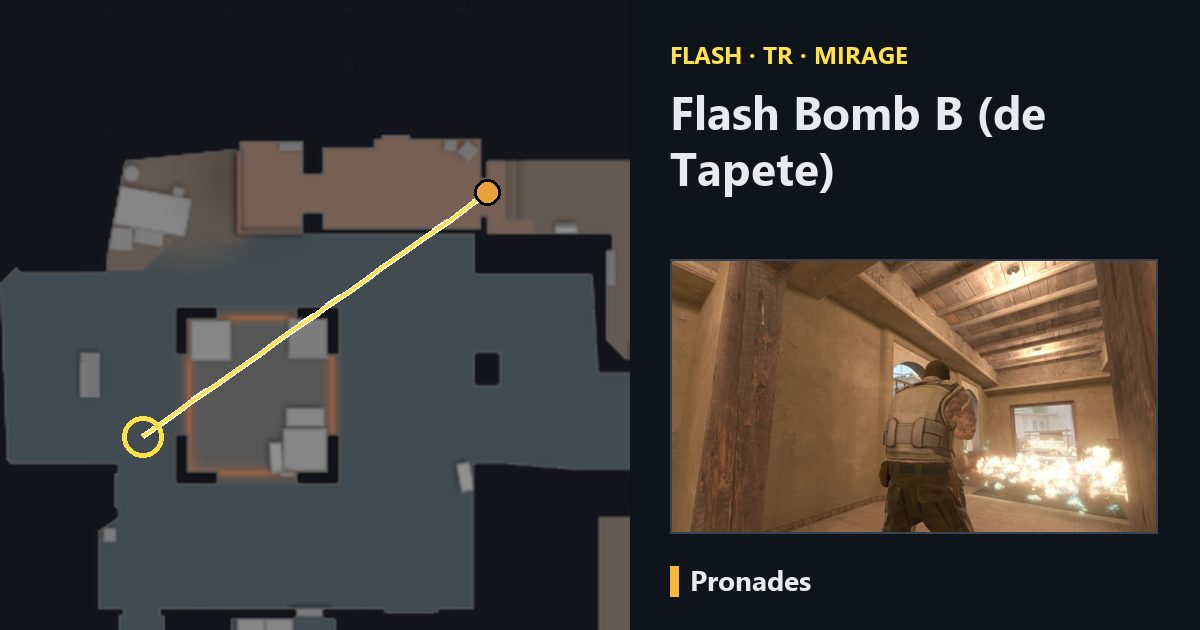 FLASH · TR · MIRAGE
Flash Bomb B (de
Tapete)
Pronades